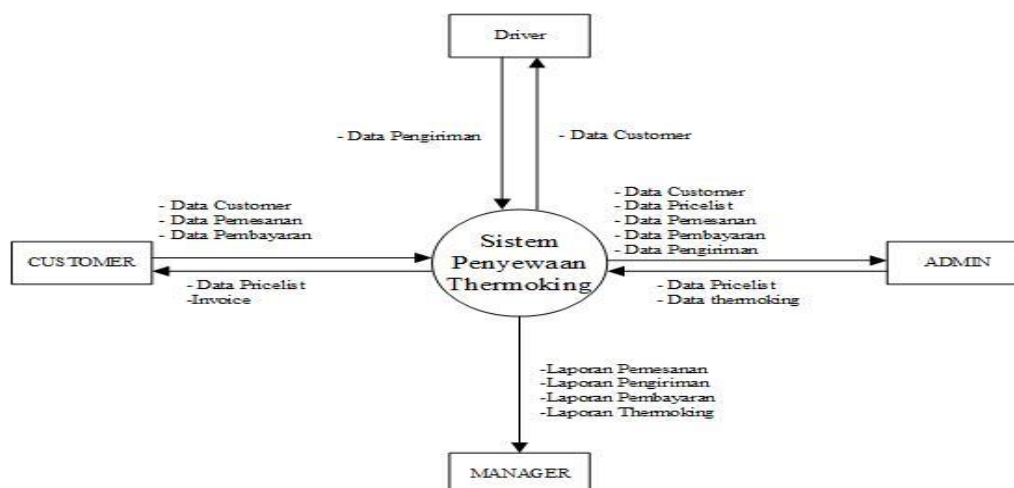 Driver
- Data Pengiriman
- Data Customer
- Data Customer
- Data Pemesanan
- Data Pembayaran
- Data Customer
- Data Pricelist
- Data Pemesanan
- Data Pembayaran
- Data Pengiriman
CUSTOMER
Sistem
Penyewaan
Thermoking
ADMIN
- Data Pricelist
-Invoice
- Data Pricelist
- Data thermoking
-Laporan Pemesanan
-Laporan Pengiriman
-Laporan Pembayaran
-Laporan Thermoking
MANAGER